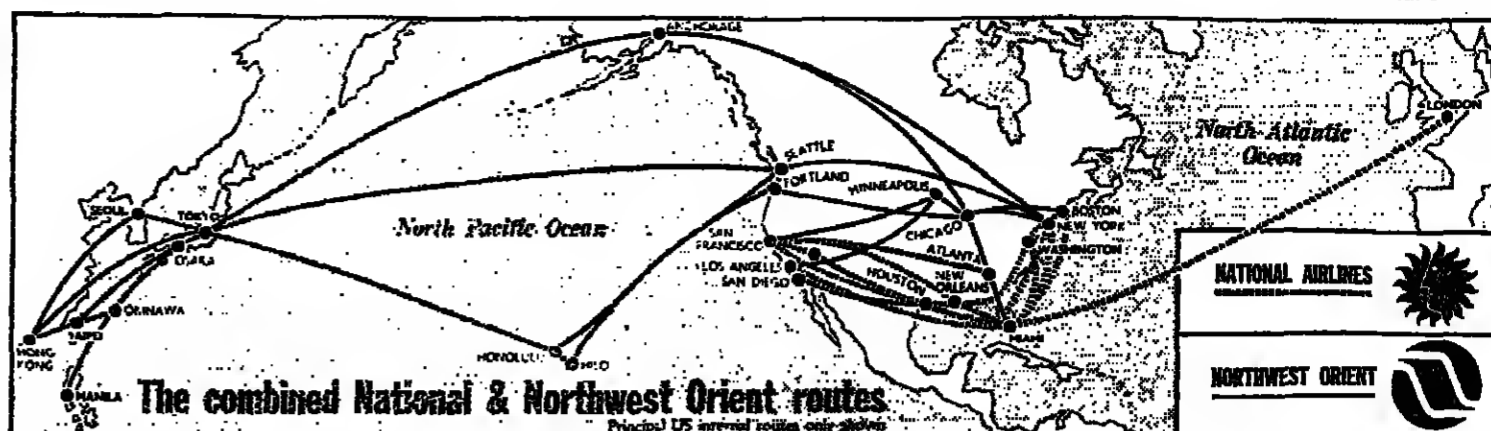 ANCHORAGE
LONDON
North Atlantic
Ocean
SEATTLE
PORTLAND
MINNEAPOLIS
SEOUL
TOKYO
North Pacific Ocean
BOSTON
NEW YORK
CHICAGO
WASHINGTON
SAN
FRANCISCO
ATLANTA
OSAKA
LOS ANGELES
HOUSTON
NEW
ORLEANS
SAN DIEGO
NATIONAL AIRLINES
OKINAWA
TAIPEI
MIAMI
HONG
KONG
HONOLULU
HILO
NORTHWEST ORIENT
MANILA
The combined National & Northwest Orient routes
Principal US internal routes only shown